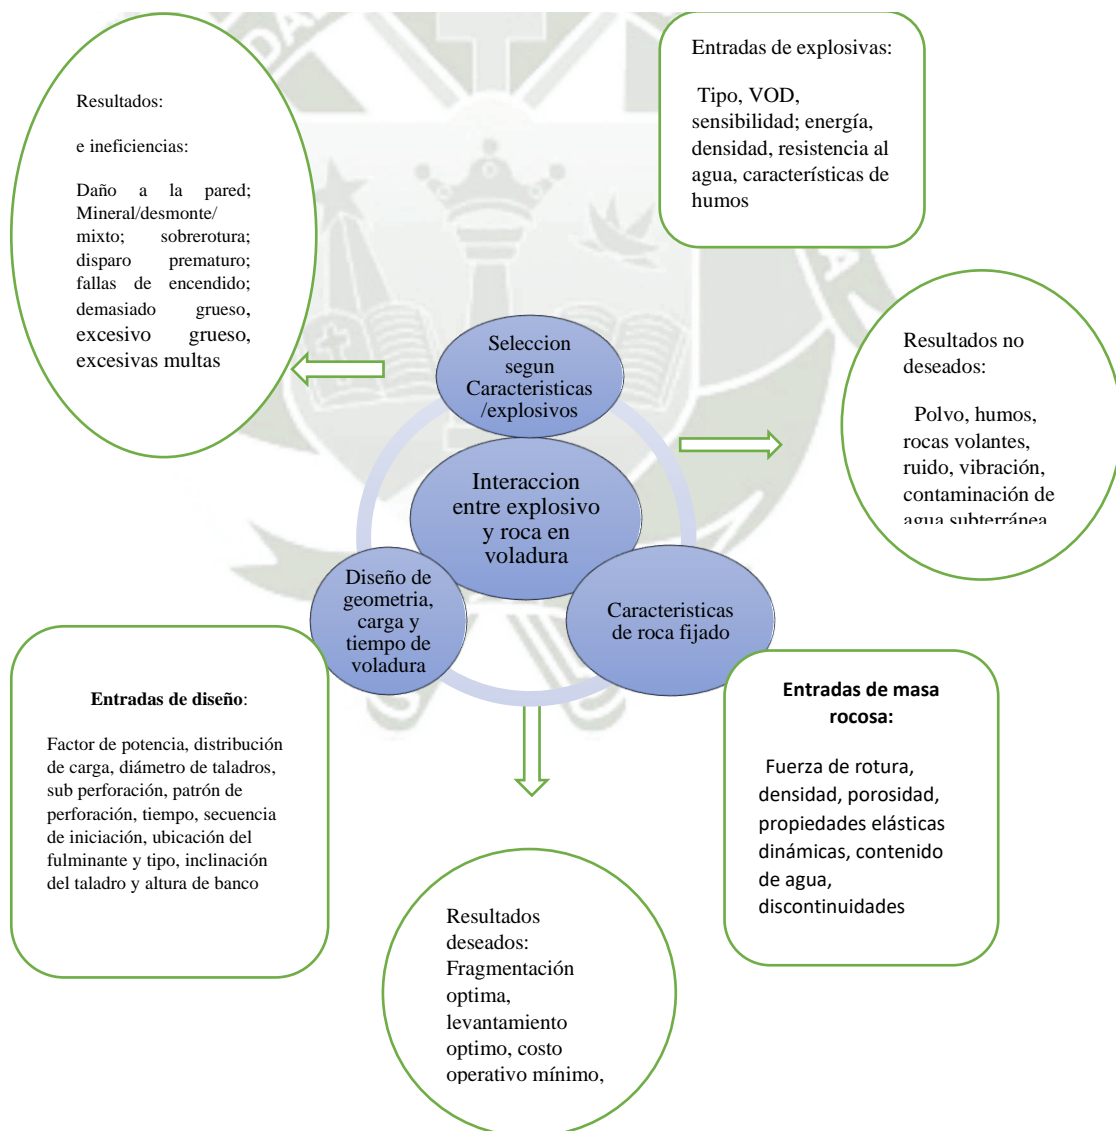 Resultados:
e ineficiencias:
Daño a la pared;
Mineral/desmonte/
mixto; sobrerotura;
disparo prematuro;
fallas de encendido;
demasiado grueso,
excesivo grueso,
excesivas multas
Entradas de explosivas:
Tipo, VOD,
sensibilidad; energía,
densidad, resistencia al
agua, características de
humos
Resultados no
deseados:
Polvo, humos,
rocas volantes,
ruido, vibración,
contaminación de
agua subterránea
Seleccion
segun
Caracteristicas
/explosivos
Interaccion
entre explosivo
y roca en
voladura
Diseño de
geometria,
carga y
tiempo de
voladura
Caracteristicas
de roca fijado
Entradas de diseño:
Factor de potencia, distribución
de carga, diámetro de taladros,
sub perforación, patrón de
perforación, tiempo, secuencia
de iniciación, ubicación del
fulminante y tipo, inclinación
del taladro y altura de banco
Entradas de masa
rocosa:
Fuerza de rotura,
densidad, porosidad,
propiedades elásticas
dinámicas, contenido
de agua,
discontinuidades
Resultados
deseados:
Fragmentación
optima,
levantamiento
optimo, costo
operativo mínimo,